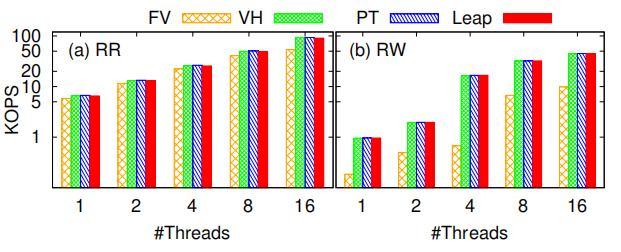 FV VH PT Leap
100
50
20
10
5
1
KOPS
(a) RR
(b) RW
1 2 4 8 16
1 2 4 8 16
#Threads
#Threads